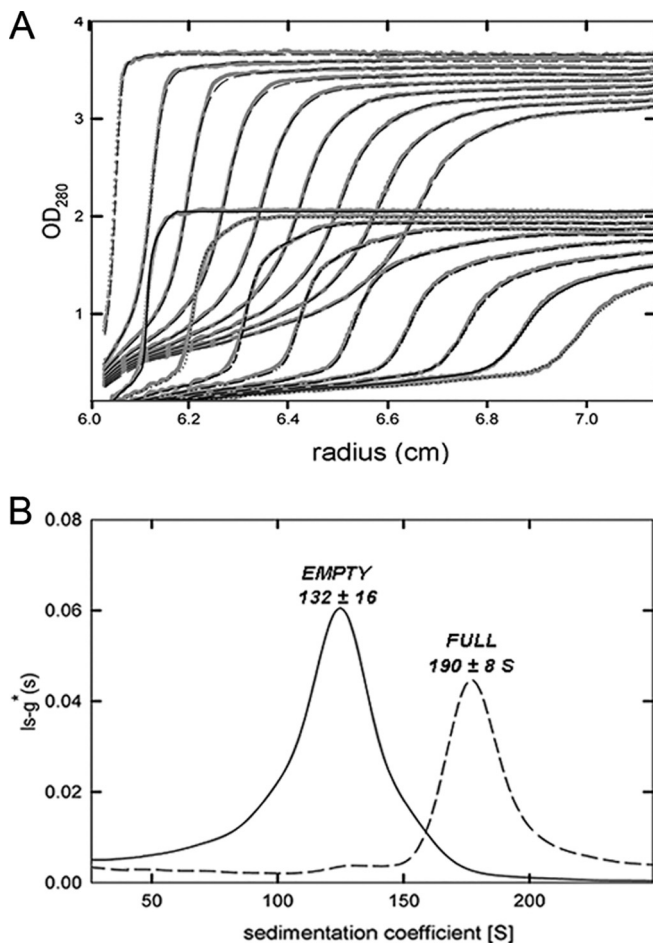 A
OD280
4
3
2
1
6.0 6.2 6.4 6.6 6.8 7.0
radius (cm)
B
ls-g*(s)
0.08
0.06
0.04
0.02
0.00
EMPTY
132 ± 16
FULL
190 ± 8 S
50 100 150 200
sedimentation coefficient [S]